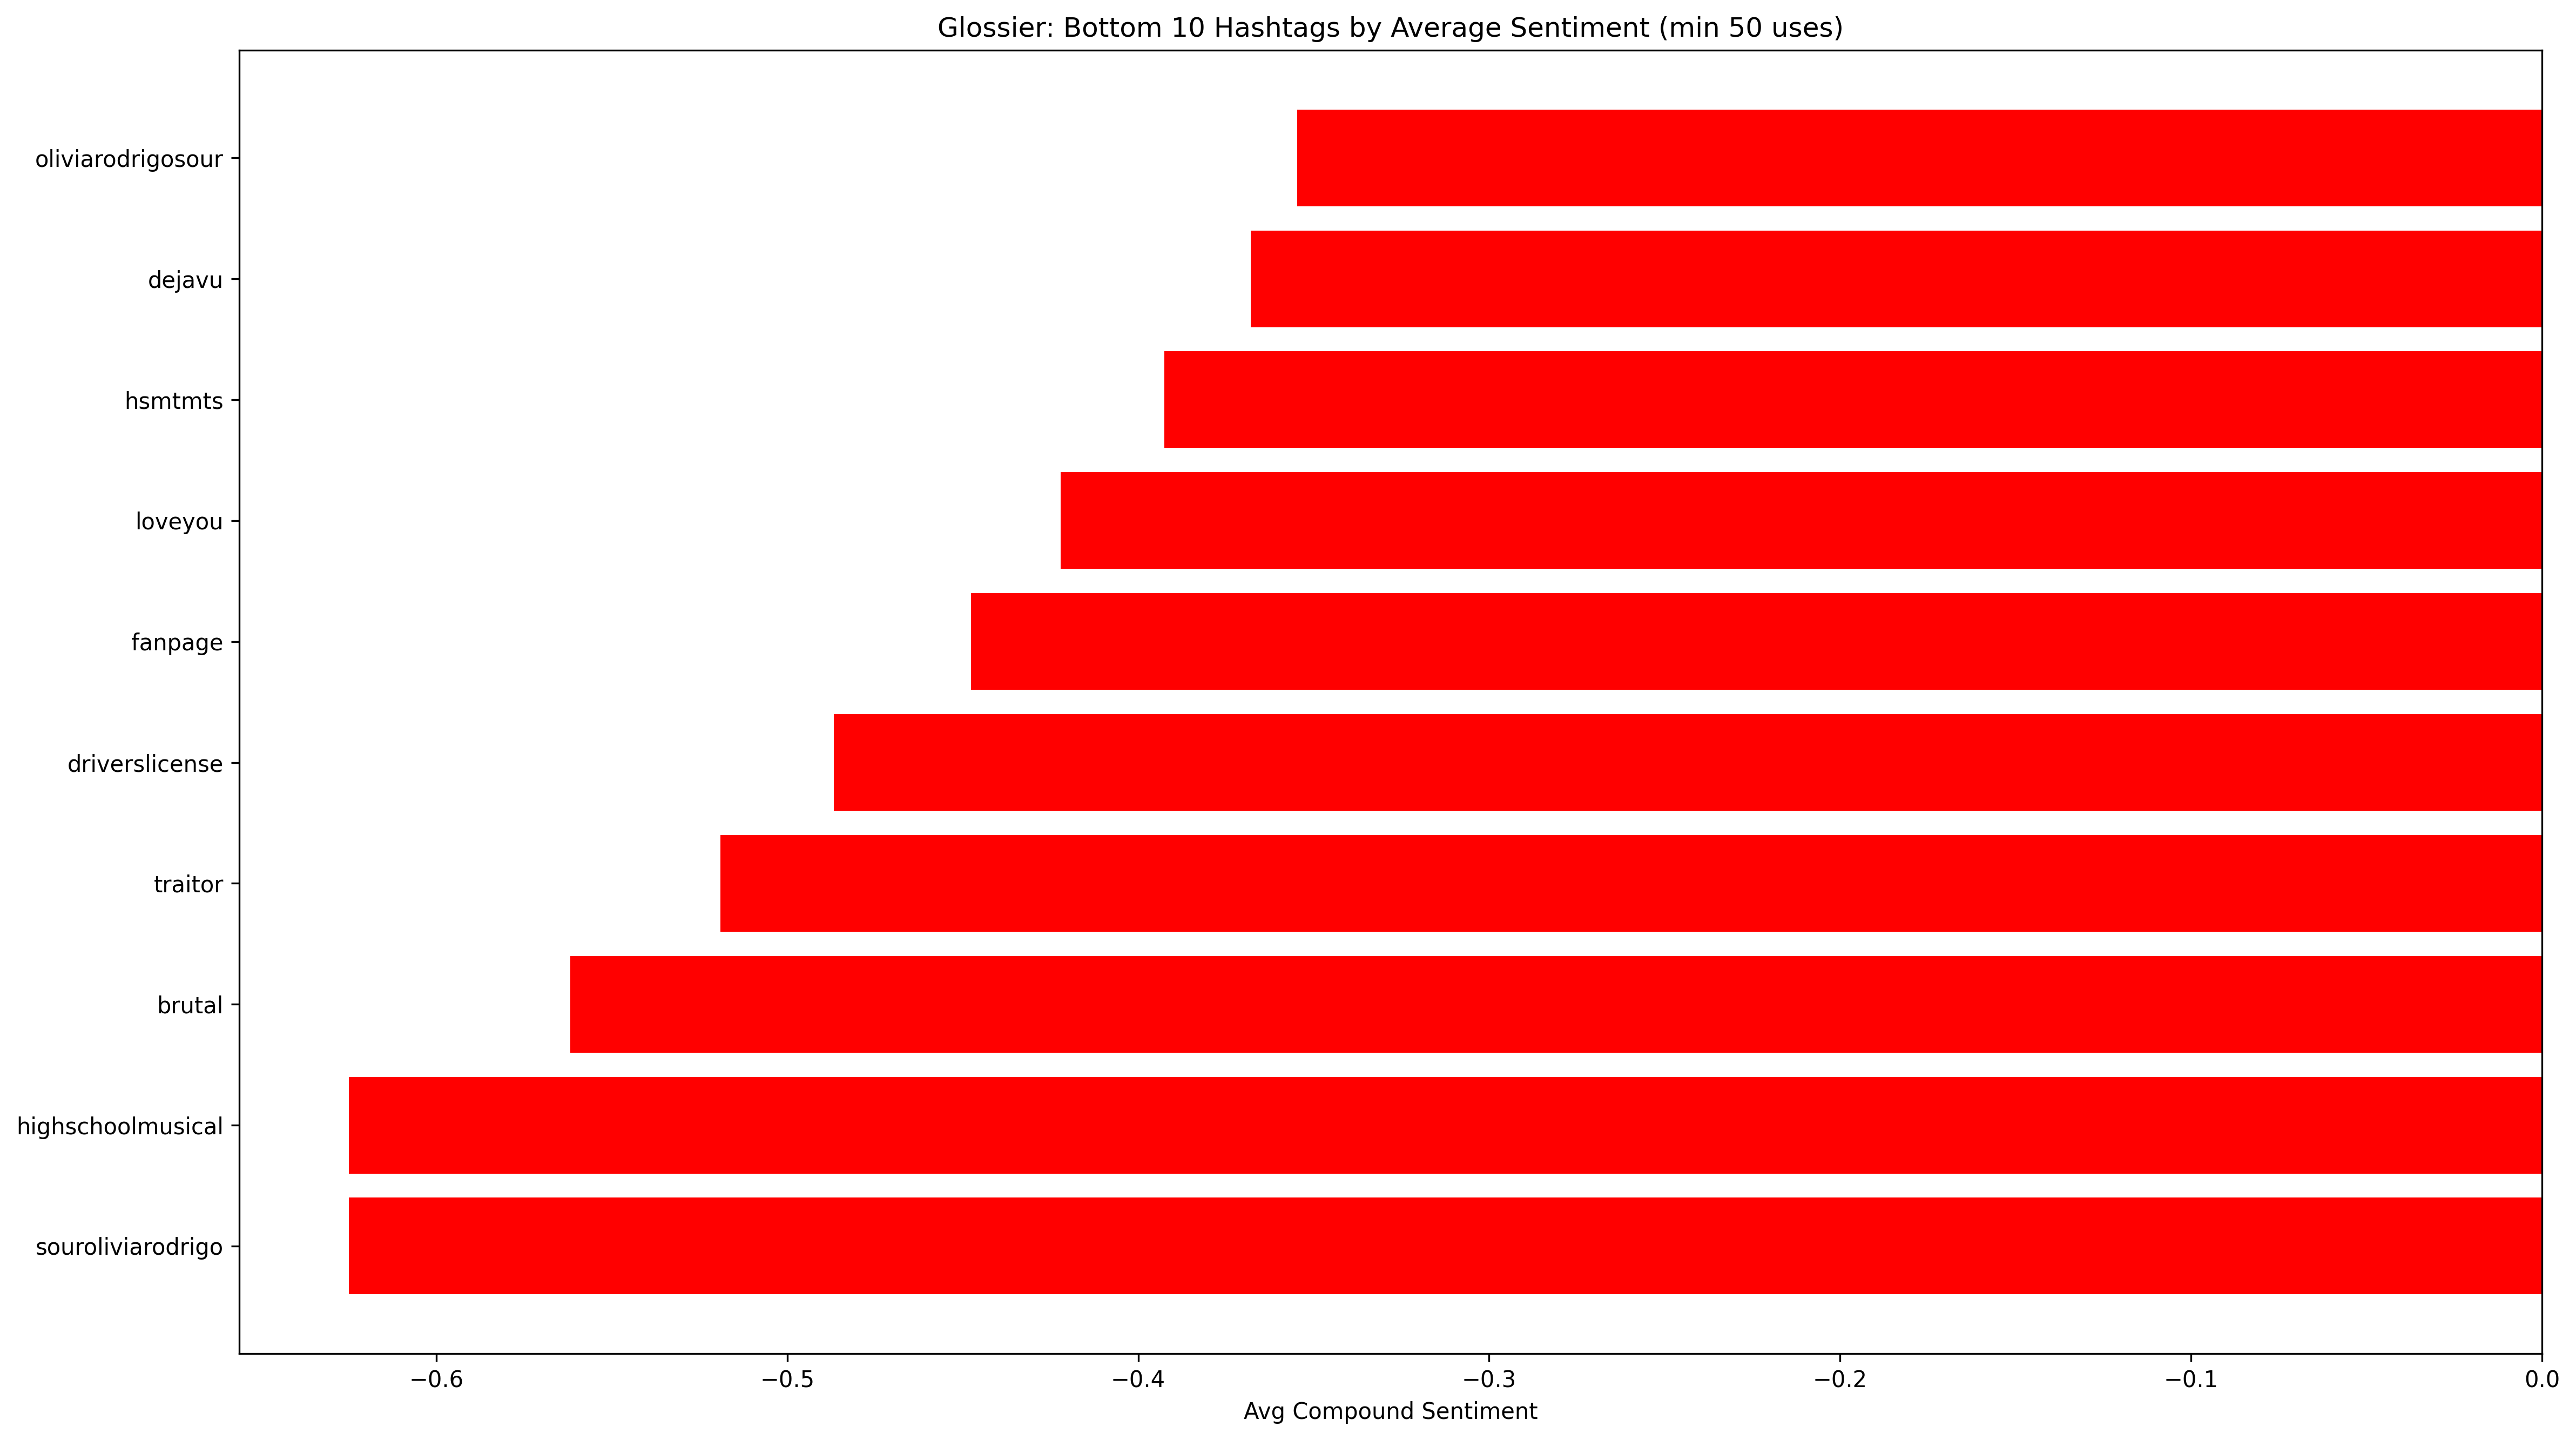 Glossier: Bottom 10 Hashtags by Average Sentiment (min 50 uses)
oliviarodrigosour
dejavu
hsmtmts
loveyou
fanpage
driverslicense
traitor
brutal
highschoolmusical
souroliviarodrigo
−0.6 −0.5 −0.4 −0.3 −0.2 −0.1 0.0
Avg Compound Sentiment